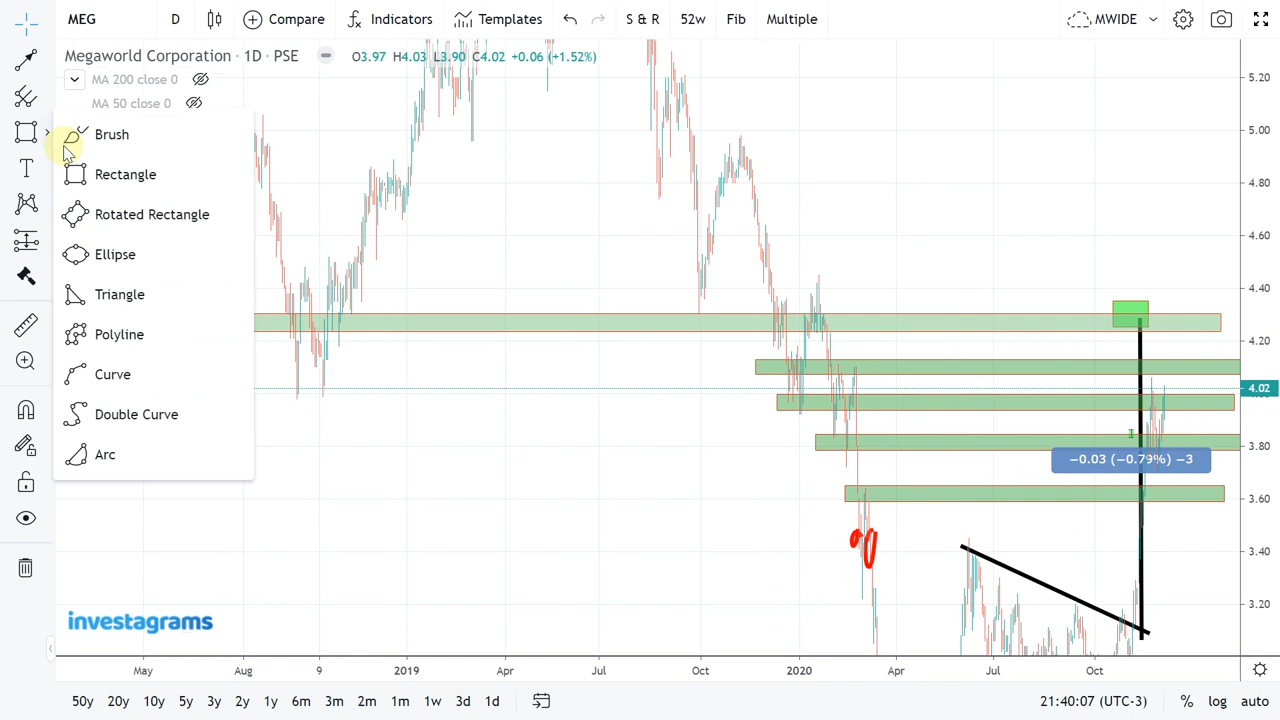 MEG D Compare Indicators Templates S & R 52w Fib Multiple MWIDE
Megaworld Corporation · 1D · PSE O3.97 H4.03 L3.90 C4.02 +0.06 (+1.52%)
MA 200 close 0
MA 50 close 0
Brush
Rectangle
Rotated Rectangle
Ellipse
Triangle
Polyline
Curve
Double Curve
Arc
5.20
5.00
4.80
4.60
4.40
4.20
4.02
3.80
3.60
3.40
3.20
−0.03 (−0.79%) −3
investagrams
May Aug 9 2019 Apr Jul Oct 2020 Apr Jul Oct
50y 20y 10y 5y 3y 2y 1y 6m 3m 2m 1m 1w 3d 1d 21:40:07 (UTC-3) % log auto